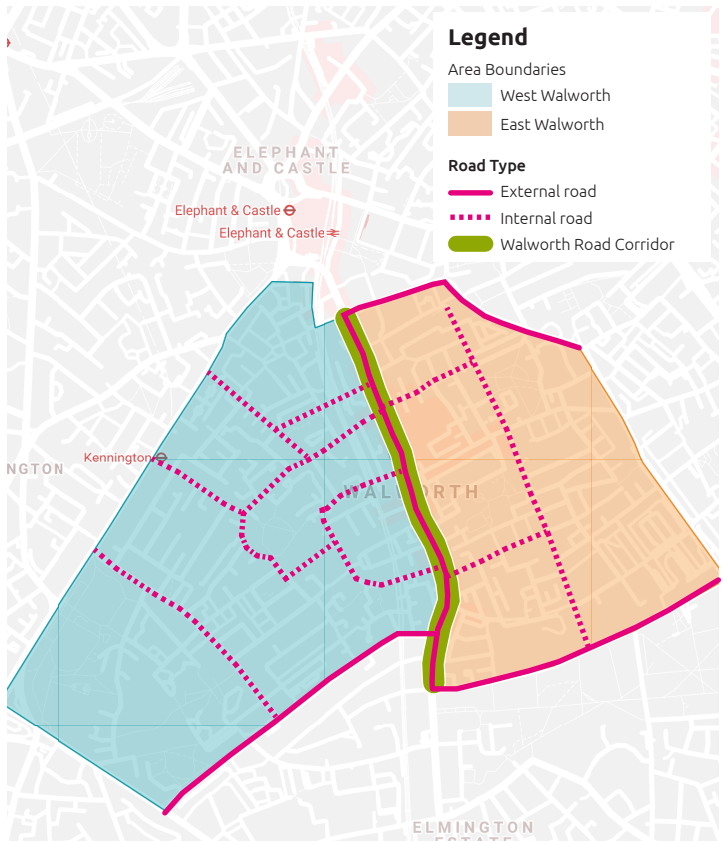 Legend
Area Boundaries
West Walworth
East Walworth
Road Type
External road
Internal road
Walworth Road Corridor
ELEPHANT
AND CASTLE
Elephant & Castle
Elephant & Castle
Kennington
NGTON
WALWORTH
ELMINGTON
ESTATE